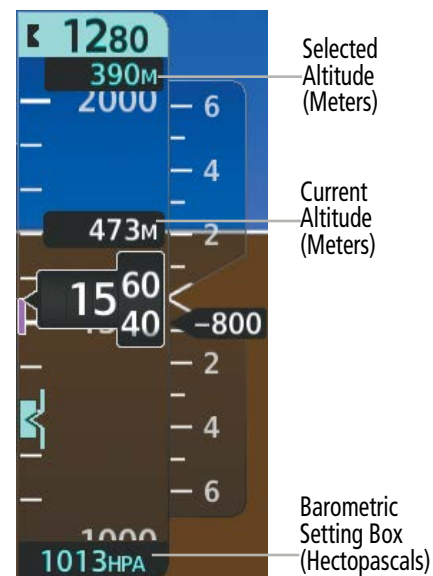 1280
390M
2000
6
4
473M
2
15 60
40
-800
2
4
6
1000
1013HPA
Selected
Altitude
(Meters)
Current
Altitude
(Meters)
Barometric
Setting Box
(Hectopascals)